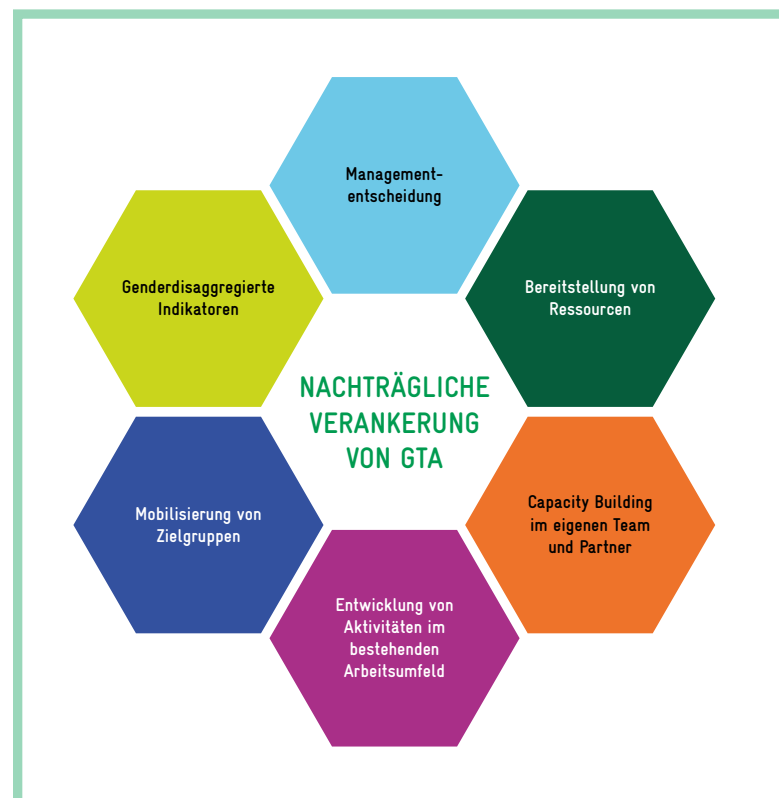 Management-
entscheidung
Genderdisaggregierte
Indikatoren
Bereitstellung von
Ressourcen
NACHTRÄGLICHE
VERANKERUNG
VON GTA
Mobilisierung von
Zielgruppen
Capacity Building
im eigenen Team
und Partner
Entwicklung von
Aktivitäten im
bestehenden
Arbeitsumfeld